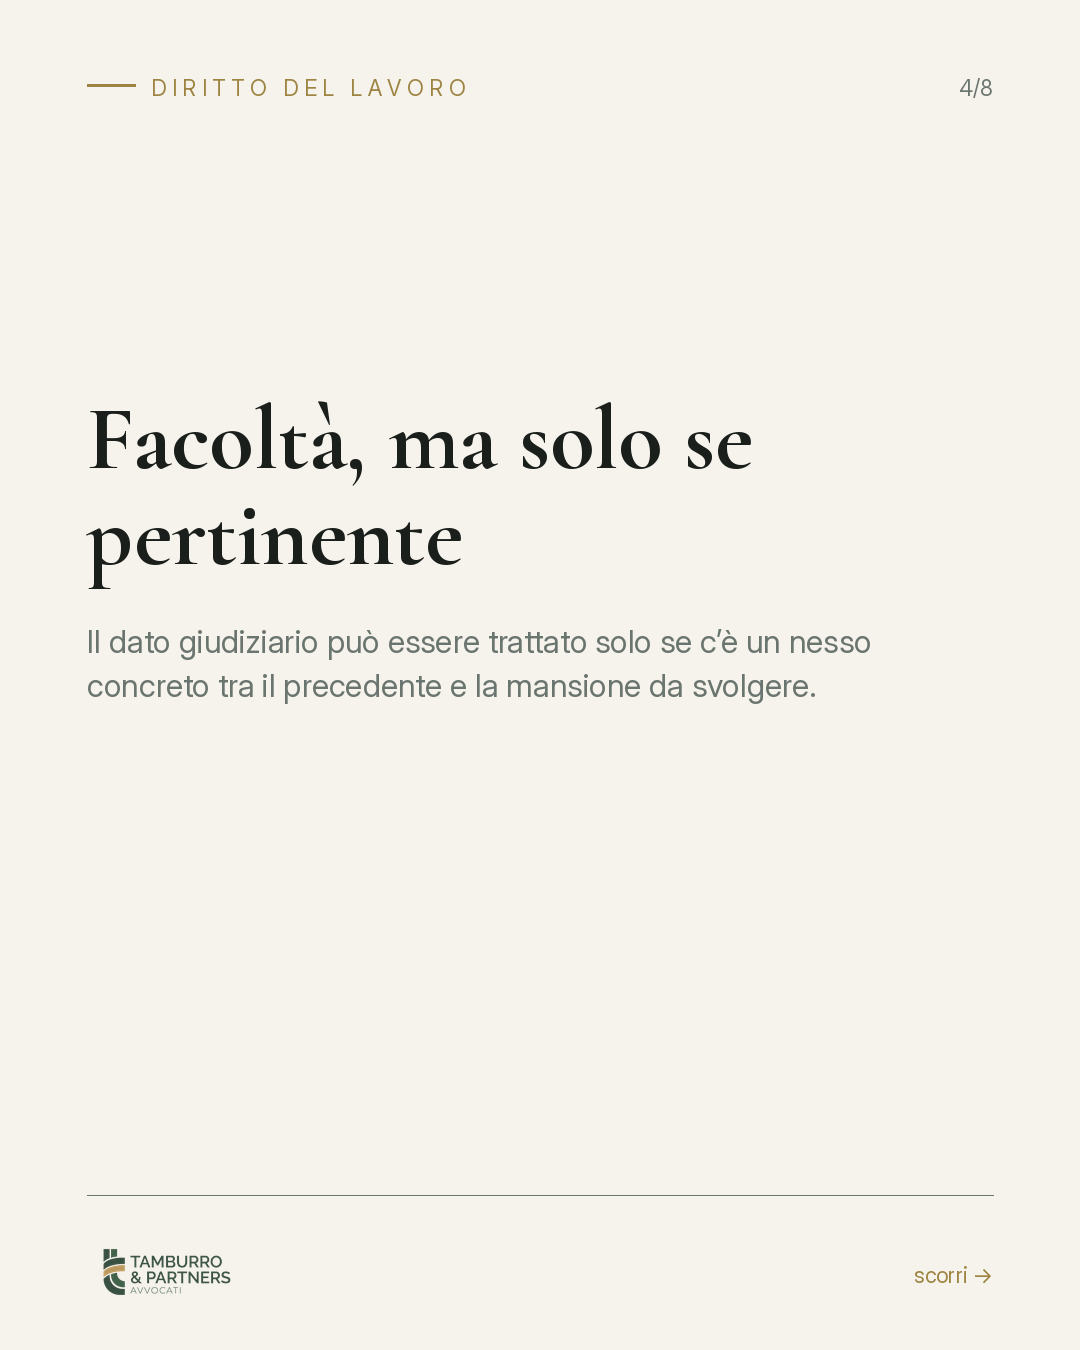 DIRITTO DEL LAVORO
4/8
Facoltà, ma solo se
pertinente
Il dato giudiziario può essere trattato solo se c’è un nesso
concreto tra il precedente e la mansione da svolgere.
TAMBURRO
& PARTNERS
AVVOCATI
scorri →